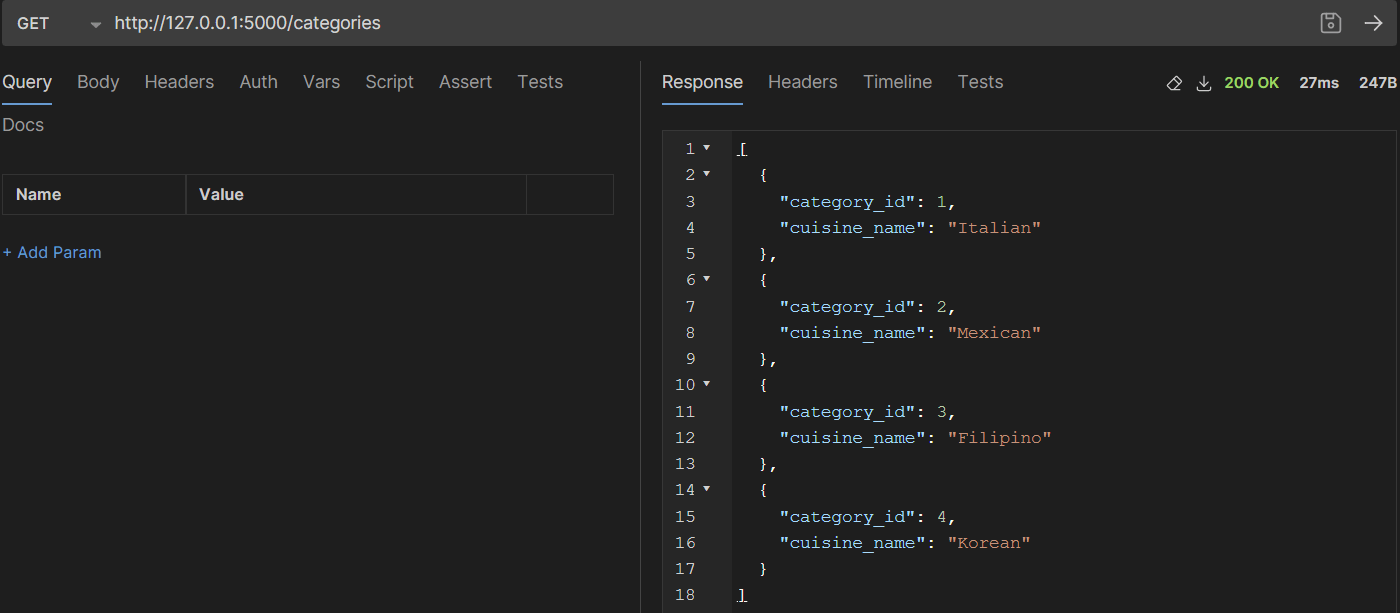 GET http://127.0.0.1:5000/categories
Query Body Headers Auth Vars Script Assert Tests
Docs
Name Value
+ Add Param
Response Headers Timeline Tests 200 OK 27ms 247B
1 [
2 {
3 "category_id": 1,
4 "cuisine_name": "Italian"
5 },
6 {
7 "category_id": 2,
8 "cuisine_name": "Mexican"
9 },
10 {
11 "category_id": 3,
12 "cuisine_name": "Filipino"
13 },
14 {
15 "category_id": 4,
16 "cuisine_name": "Korean"
17 }
18 ]